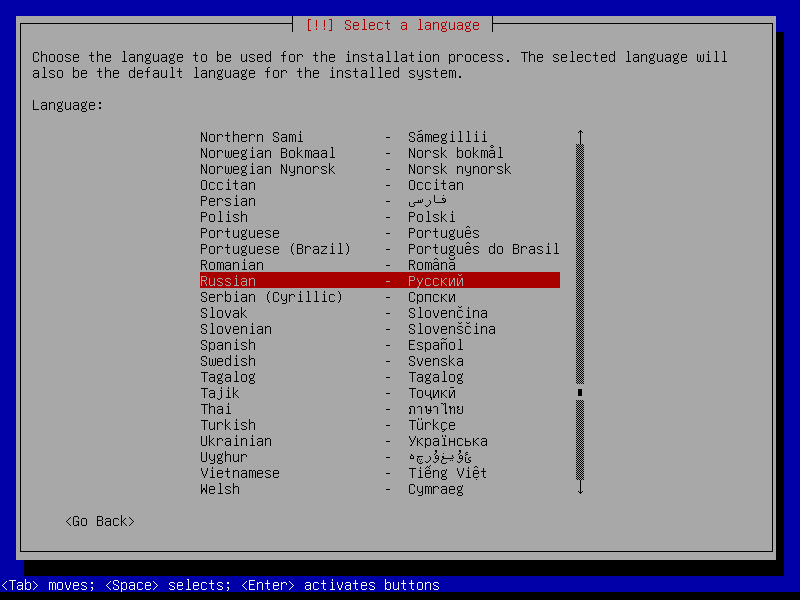 [!!] Select a language
Choose the language to be used for the installation process. The selected language will
also be the default language for the installed system.
Language:
Northern Sami - Sámegillii
Norwegian Bokmaal - Norsk bokmål
Norwegian Nynorsk - Norsk nynorsk
Occitan - Occitan
Persian - فارسی
Polish - Polski
Portuguese - Português
Portuguese (Brazil) - Português do Brasil
Romanian - Română
Russian - Русский
Serbian (Cyrillic) - Српски
Slovak - Slovenčina
Slovenian - Slovenščina
Spanish - Español
Swedish - Svenska
Tagalog - Tagalog
Tajik - Тоҷикӣ
Thai - ภาษาไทย
Turkish - Türkçe
Ukrainian - Українська
Uyghur - ئۇيغۇرچە
Vietnamese - Tiếng Việt
Welsh - Cymraeg
<Go Back>
<Tab> moves; <Space> selects; <Enter> activates buttons